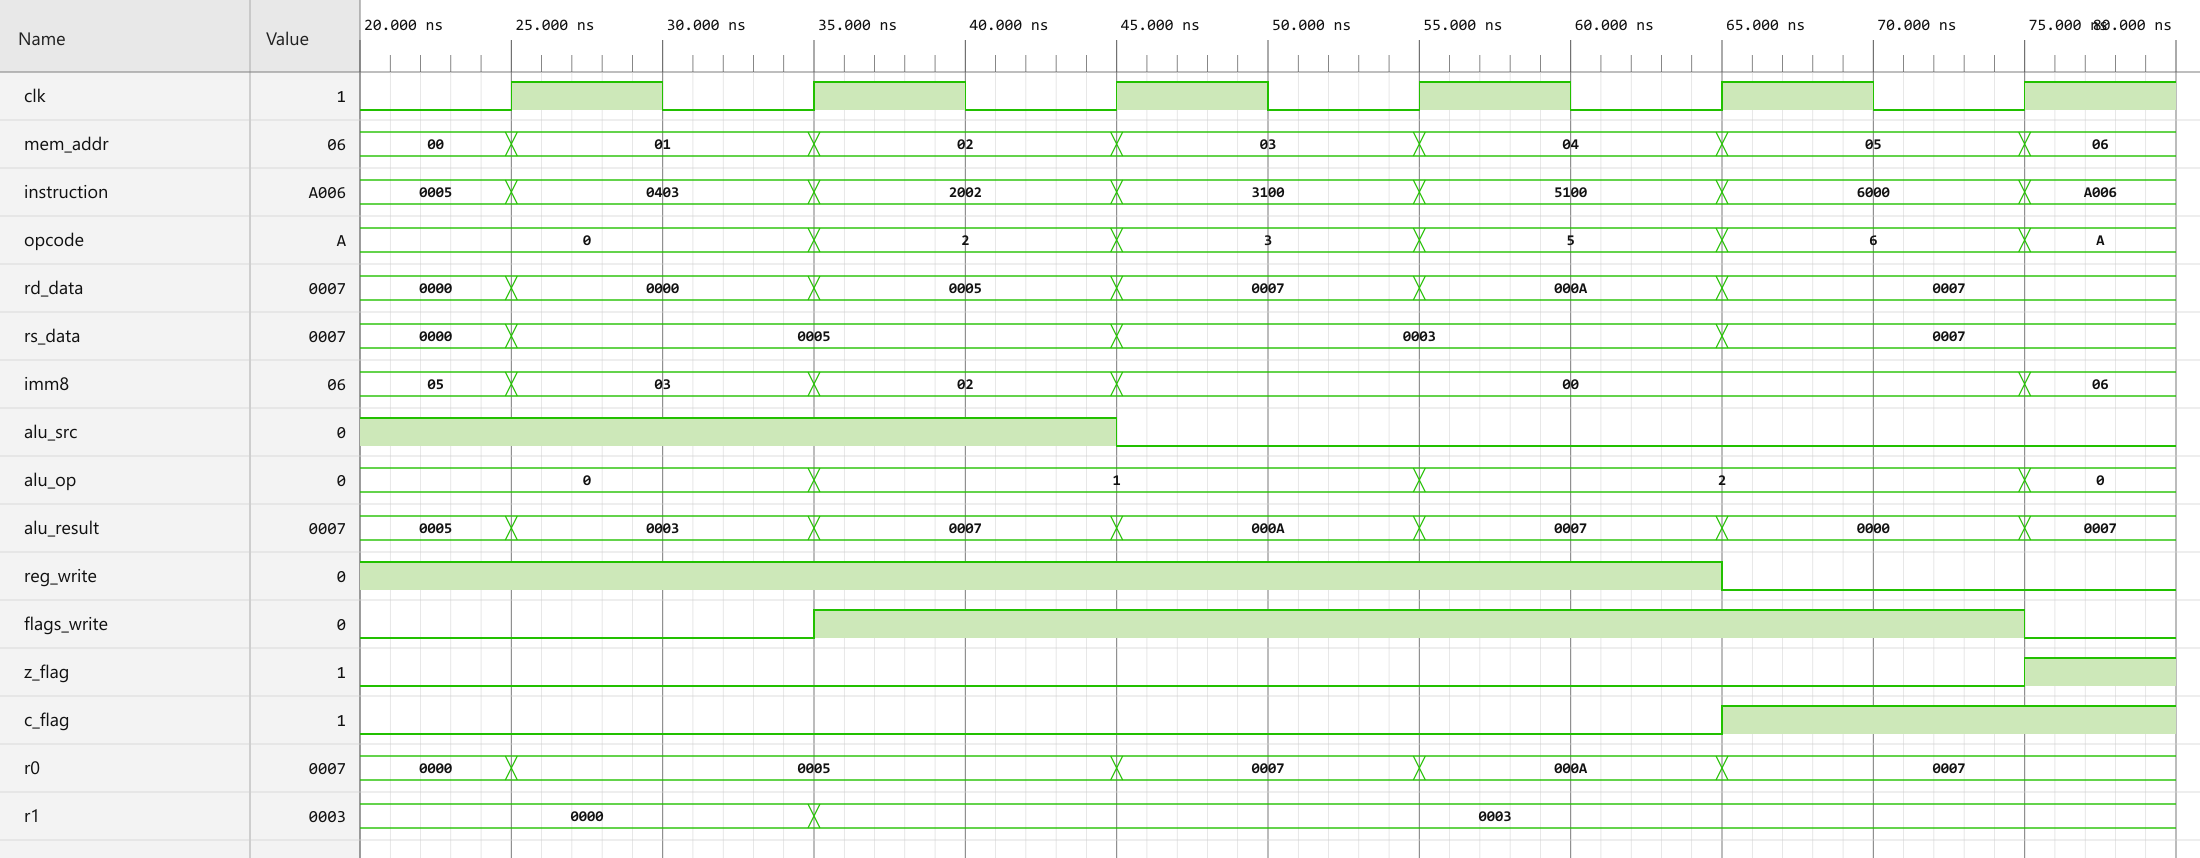 Name Value 20.000 ns 25.000 ns 30.000 ns 35.000 ns 40.000 ns 45.000 ns 50.000 ns 55.000 ns 60.000 ns 65.000 ns 70.000 ns 75.000 ns 80.000 ns
clk 1
mem_addr 06 00 01 02 03 04 05 06
instruction A006 0005 0403 2002 3100 5100 6000 A006
opcode A 0 2 3 5 6 A
rd_data 0007 0000 0000 0005 0007 000A 0007
rs_data 0007 0000 0005 0003 0007
imm8 06 05 03 02 00 06
alu_src 0
alu_op 0 0 1 2 0
alu_result 0007 0005 0003 0007 000A 0007 0000 0007
reg_write 0
flags_write 0
z_flag 1
c_flag 1
r0 0007 0000 0005 0007 000A 0007
r1 0003 0000 0003